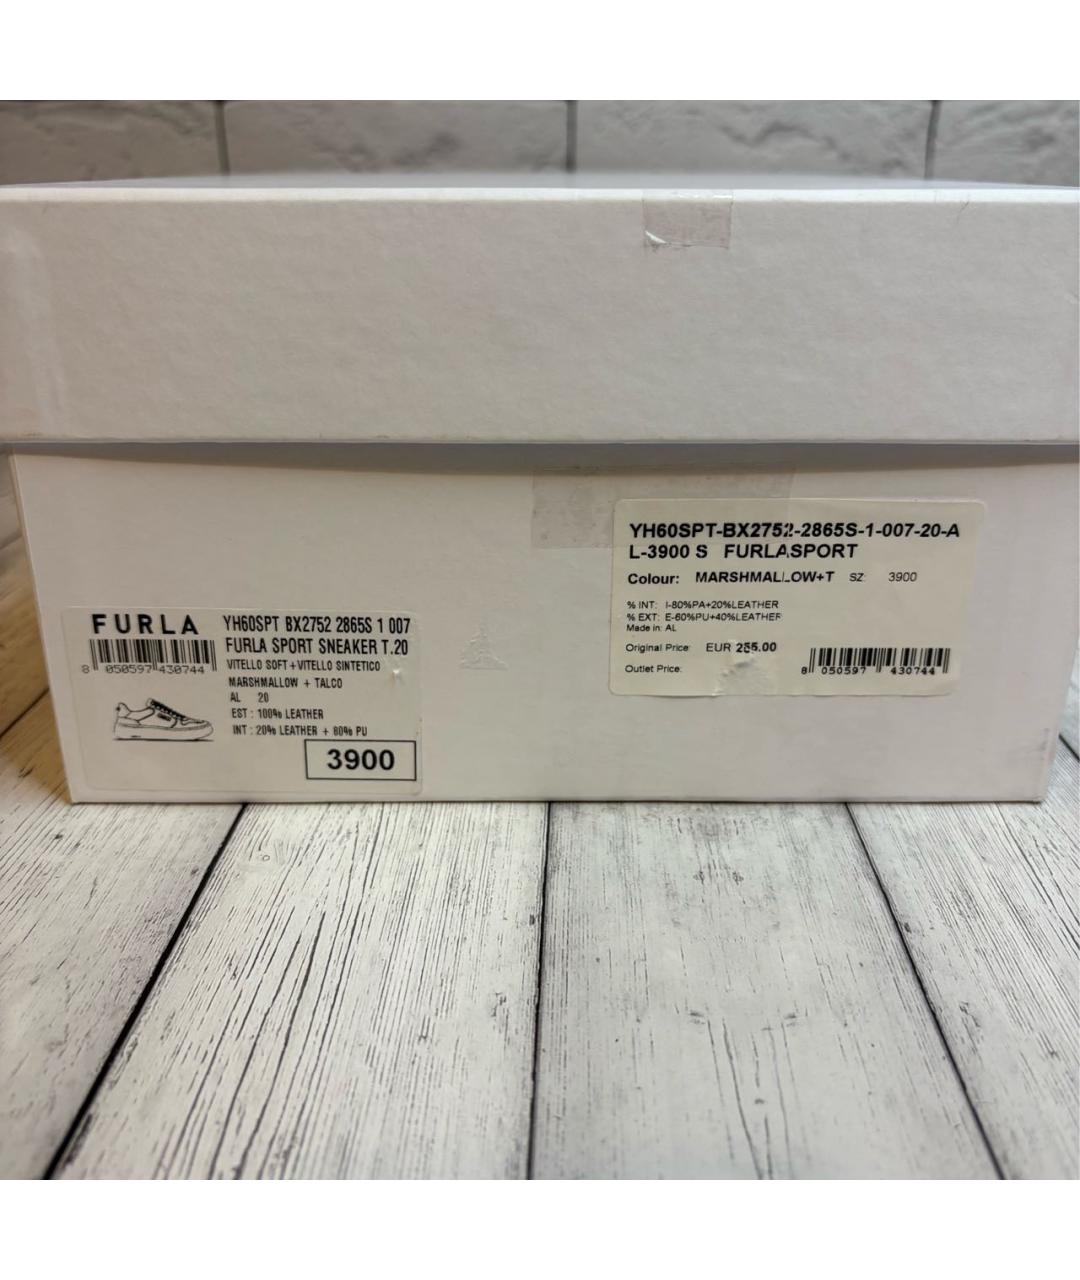 FURLA
8 050597 430744
YH60SPT BX2752 2865S 1 007
FURLA SPORT SNEAKER T.20
VITELLO SOFT+VITELLO SINTETICO
MARSHMALLOW + TALCO
AL 20
EST : 100% LEATHER
INT : 20% LEATHER + 80% PU
3900
YH60SPT-BX2752-2865S-1-007-20-A
L-3900 S FURLASPORT
Colour: MARSHMALLOW+T SZ: 3900
% INT: I-80%PA+20%LEATHER
% EXT: E-60%PU+40%LEATHER
Made in: AL
Original Price: EUR 255.00
Outlet Price:
8 050597 430744